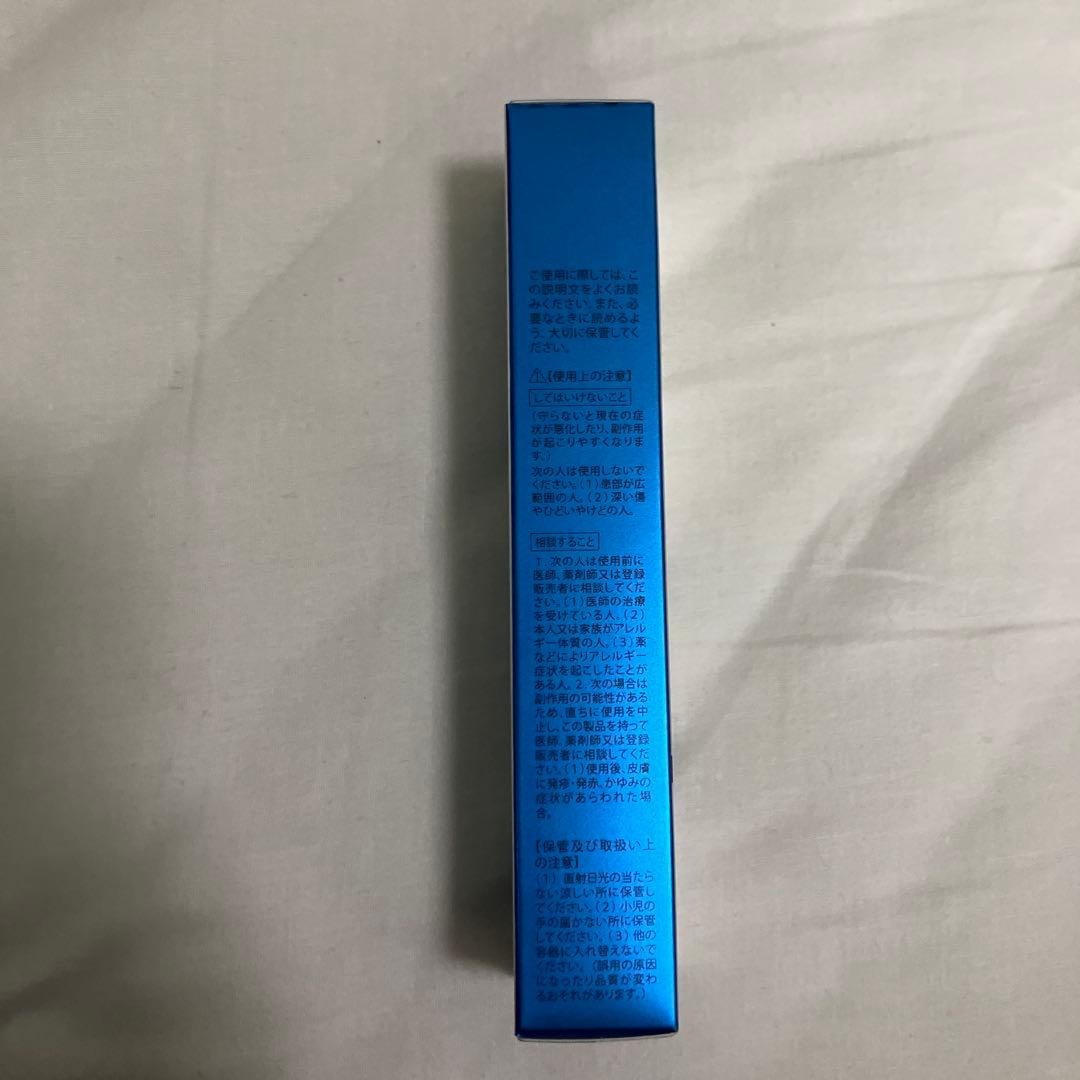 ご使用に際しては、こ
の説明文をよくお読
みください。また、必
要なときに読めるよ
う、大切に保管してく
ださい。
⚠【使用上の注意】
してはいけないこと
(守らないと現在の症
状が悪化したり、副作用
が起こりやすくなりま
す。)
次の人は使用しないで
ください。(1)患部が広
範囲の人。(2)深い傷
やひどいやけどの人。
相談すること
1.次の人は使用前に
医師、薬剤師又は登録
販売者に相談してくだ
さい。(1)医師の治療
を受けている人。(2)
本人又は家族がアレル
ギー体質の人。(3)薬
などによりアレルギー
症状を起こしたことが
ある人。2.次の場合は
副作用の可能性がある
ため、直ちに使用を中
止し、この製品を持って
医師、薬剤師又は登録
販売者に相談してくだ
さい。(1)使用後、皮膚
に発疹・発赤、かゆみの
症状があらわれた場
合。
【保管及び取扱い上
の注意】
(1)直射日光の当たら
ない涼しい所に保管し
てください。(2)小児の
手の届かない所に保管
してください。(3)他の
容器に入れ替えないで
ください。(誤用の原因
になったり品質が変わ
るおそれがあります。)